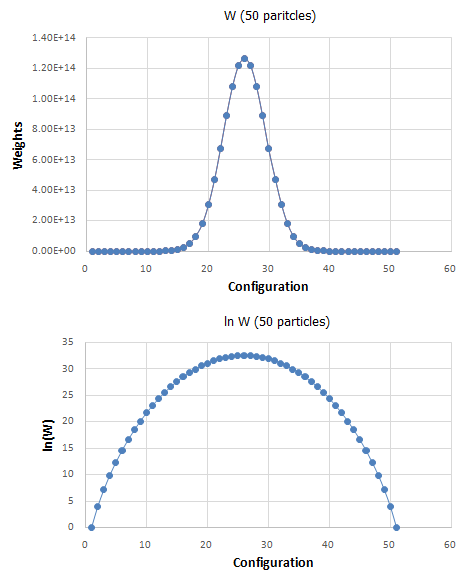 W (50 paritcles)
1.40E+14
1.20E+14
1.00E+14
8.00E+13
6.00E+13
4.00E+13
2.00E+13
0.00E+00
Weights
0 10 20 30 40 50 60
Configuration
ln W (50 particles)
35
30
25
20
15
10
5
0
ln(W)
0 10 20 30 40 50 60
Configuration